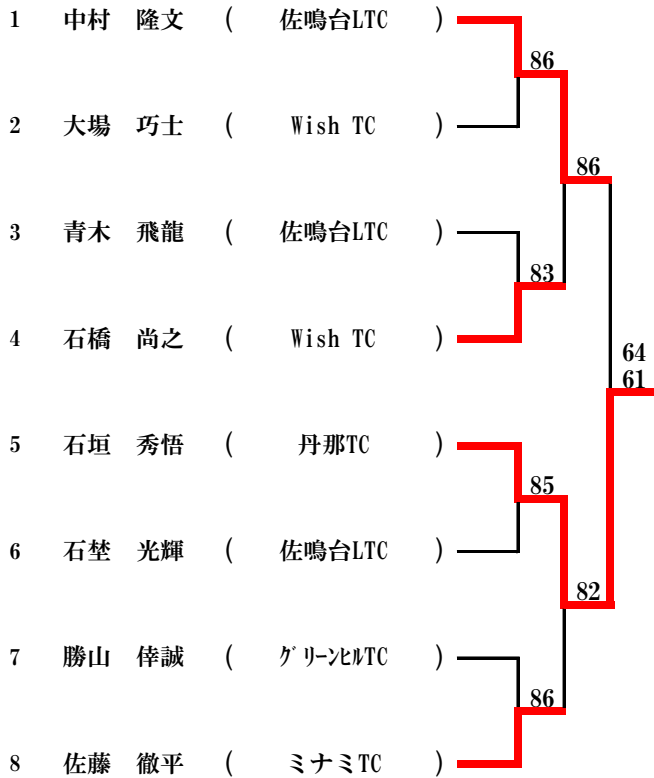 1 中村 隆文 ( 佐鳴台LTC )
86
2 大場 巧士 ( Wish TC )
86
3 青木 飛龍 ( 佐鳴台LTC )
83
4 石橋 尚之 ( Wish TC )
64
61
5 石垣 秀悟 ( 丹那TC )
85
6 石埜 光輝 ( 佐鳴台LTC )
82
7 勝山 倖誠 ( グリーンヒルTC )
86
8 佐藤 徹平 ( ミナミTC )